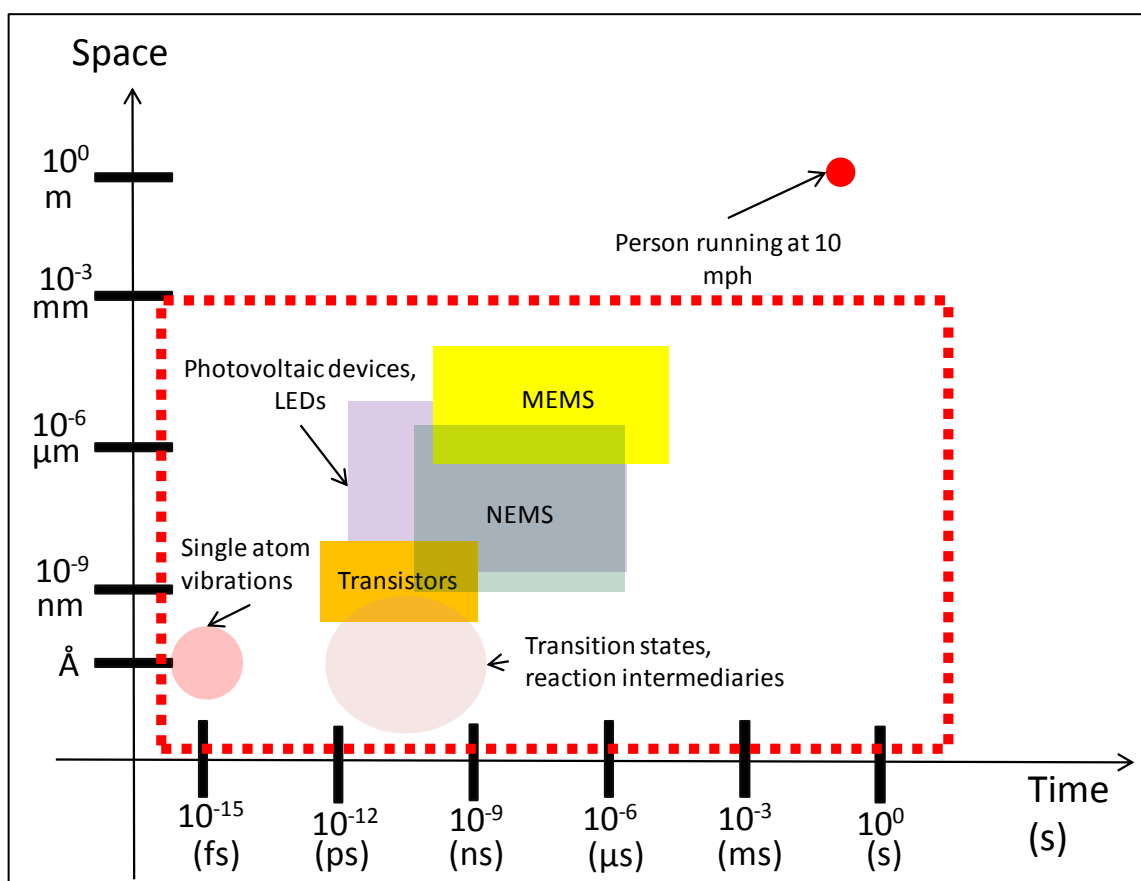 Space
10⁰
m
Person running at 10
mph
10⁻³
mm
Photovoltaic devices,
LEDs
MEMS
10⁻⁶
µm
NEMS
Single atom
vibrations
Transistors
10⁻⁹
nm
Transition states,
reaction intermediaries
Å
10⁻¹⁵
(fs)
10⁻¹²
(ps)
10⁻⁹
(ns)
10⁻⁶
(µs)
10⁻³
(ms)
10⁰
(s)
Time
(s)